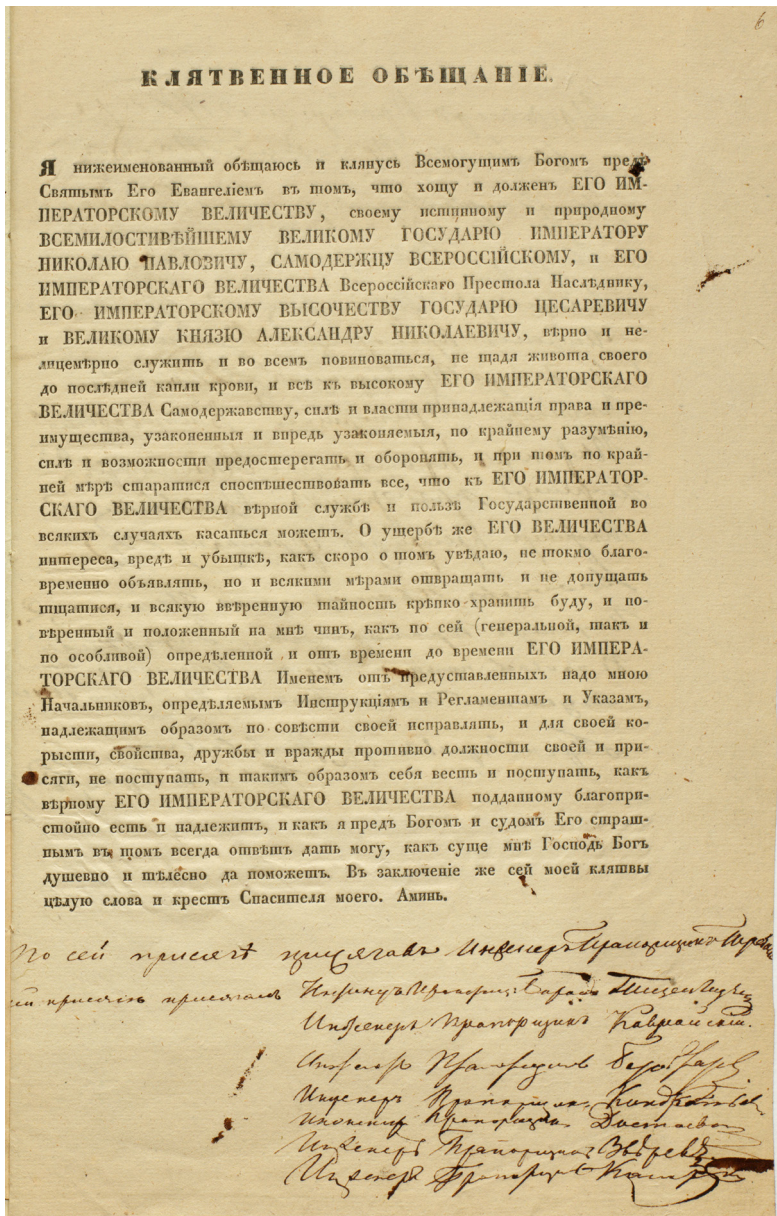 6
КЛЯТВЕННОЕ ОБѢЩАНІЕ.
Я нижеименованный обѣщаюсь и клянусь Всемогущимъ Богомъ предъ
Святымъ Его Евангеліемъ въ томъ, что хощу и долженъ ЕГО ИМ-
ПЕРАТОРСКОМУ ВЕЛИЧЕСТВУ, своему истинному и природному
ВСЕМИЛОСТИВѢЙШЕМУ ВЕЛИКОМУ ГОСУДАРЮ ИМПЕРАТОРУ
НИКОЛАЮ ПАВЛОВИЧУ, САМОДЕРЖЦУ ВСЕРОССІЙСКОМУ, и ЕГО
ИМПЕРАТОРСКАГО ВЕЛИЧЕСТВА Всероссійскаго Престола Наслѣднику,
ЕГО ИМПЕРАТОРСКОМУ ВЫСОЧЕСТВУ ГОСУДАРЮ ЦЕСАРЕВИЧУ
и ВЕЛИКОМУ КНЯЗЮ АЛЕКСАНДРУ НИКОЛАЕВИЧУ, вѣрно и не-
лицемѣрно служить и во всемъ повиноваться, не щадя живота своего
до послѣдней капли крови, и всѣ къ высокому ЕГО ИМПЕРАТОРСКАГО
ВЕЛИЧЕСТВА Самодержавству, силѣ и власти принадлежащія права и пре-
имущества, узаконенныя и впредь узаконяемыя, по крайнему разумѣнію,
силѣ и возможности предостерегать и оборонять, и при томъ по край-
ней мѣрѣ старатися споспѣшествовать все, что къ ЕГО ИМПЕРАТОР-
СКАГО ВЕЛИЧЕСТВА вѣрной службѣ и пользѣ Государственной во
всякихъ случаяхъ касаться можетъ. О ущербѣ же ЕГО ВЕЛИЧЕСТВА
интереса, вредѣ и убыткѣ, какъ скоро о томъ увѣдаю, не токмо благо-
временно объявлять, но и всякими мѣрами отвращать и не допущать
тщатися, и всякую ввѣренную тайность крѣпко хранить буду, и по-
вѣренный и положенный на мнѣ чинъ, какъ по сей (генеральной, такъ и
по особливой) опредѣленной и отъ времени до времени ЕГО ИМПЕРА-
ТОРСКАГО ВЕЛИЧЕСТВА Именемъ отъ предуставленныхъ надо мною
Начальниковъ, опредѣляемымъ Инструкціямъ и Регламентамъ и Указамъ,
надлежащимъ образомъ по совѣсти своей исправлять, и для своей ко-
рысти, свойства, дружбы и вражды противно должности своей и при-
сяги, не поступать, и такимъ образомъ себя весть и поступать, какъ
вѣрному ЕГО ИМПЕРАТОРСКАГО ВЕЛИЧЕСТВА подданному благопри-
стойно есть и надлежитъ, и какъ я предъ Богомъ и судомъ Его страш-
нымъ въ томъ всегда отвѣтъ дать могу, какъ суще мнѣ Господь Богъ
душевно и тѣлесно да поможетъ. Въ заключеніе же сей моей клятвы
цѣлую слова и крестъ Спасителя моего. Аминь.
По сей присягѣ присягалъ Инженеръ Прапорщикъ
присягалъ Инженеръ Прапорщ:
Инженеръ Прапорщикъ Каврайскій.
Инженеръ Прапорщикъ
Инженеръ Прапорщикъ
Инженеръ Прапорщикъ
Инженеръ Прапорщикъ Звѣревъ
Инженеръ Прапорщикъ